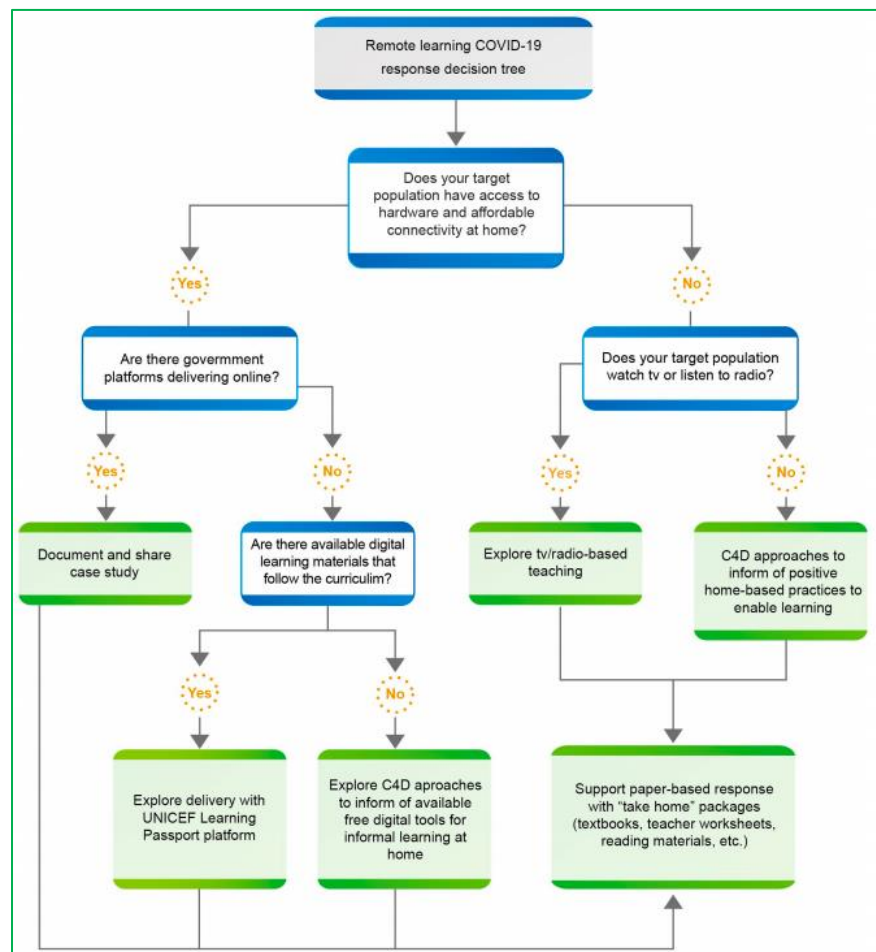 Remote learning COVID-19
response decision tree
Does your target
population have access to
hardware and affordable
connectivity at home?
Yes
No
Are there government
platforms delivering online?
Does your target population
watch tv or listen to radio?
Yes
No
Yes
No
Document and share
case study
Are there available digital
learning materials that
follow the curriculim?
Explore tv/radio-based
teaching
C4D approaches to
inform of positive
home-based practices to
enable learning
Yes
No
Explore delivery with
UNICEF Learning
Passport platform
Explore C4D aproaches
to inform of available
free digital tools for
informal learning at
home
Support paper-based response
with “take home” packages
(textbooks, teacher worksheets,
reading materials, etc.)